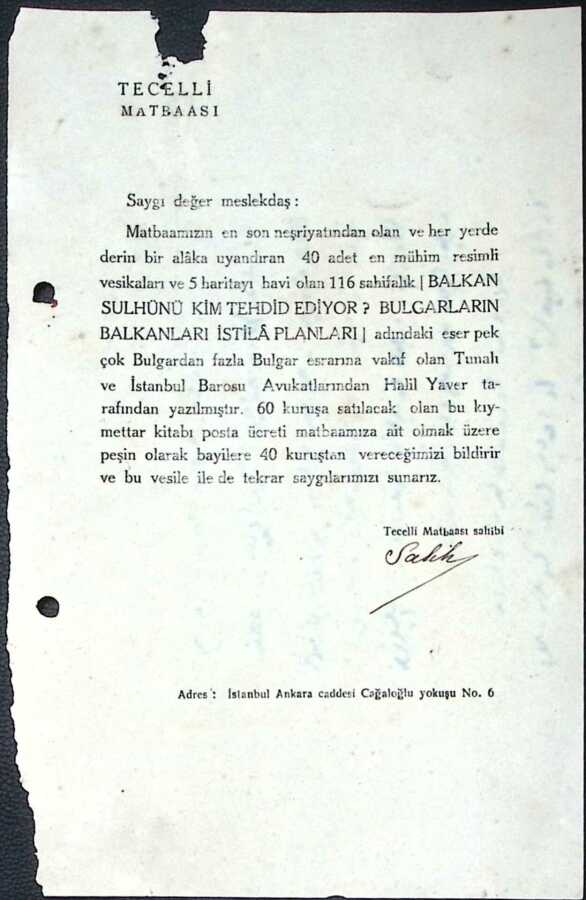 TECELLİ
MATBAASI
Saygı değer meslekdaş :
Matbaamızın en son neşriyatından olan ve her yerde
derin bir alâka uyandıran 40 adet en mühim resimli
vesikaları ve 5 haritayı havi olan 116 sahifalık | BALKAN
SULHÜNÜ KİM TEHDİD EDİYOR ? BULGARLARIN
BALKANLARI İSTİLÂ PLANLARI | adındaki eser pek
çok Bulgardan fazla Bulgar esrarına vakıf olan Tunalı
ve İstanbul Barosu Avukatlarından Halil Yaver ta-
rafından yazılmıştır. 60 kuruşa satılacak olan bu kıy-
mettar kitabı posta ücreti matbaamıza ait olmak üzere
peşin olarak bayilere 40 kuruştan vereceğimizi bildirir
ve bu vesile ile de tekrar saygılarımızı sunarız.
Tecelli Matbaası sahibi
Salih
Adres : İstanbul Ankara caddesi Cağaloğlu yokuşu No. 6